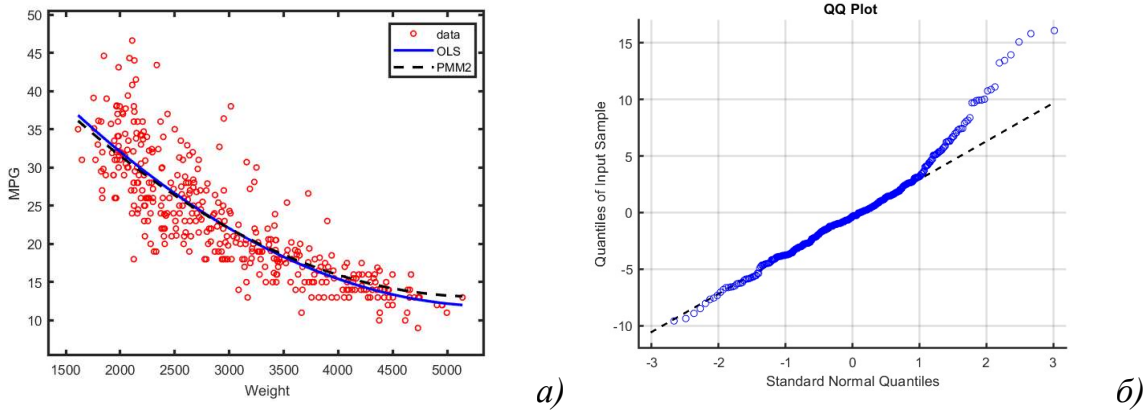 50
45
40
35
30
25
20
15
10
MPG
1500 2000 2500 3000 3500 4000 4500 5000
Weight
data
OLS
PMM2
а)
QQ Plot
15
10
5
0
-5
-10
Quantiles of Input Sample
-3 -2 -1 0 1 2 3
Standard Normal Quantiles
б)